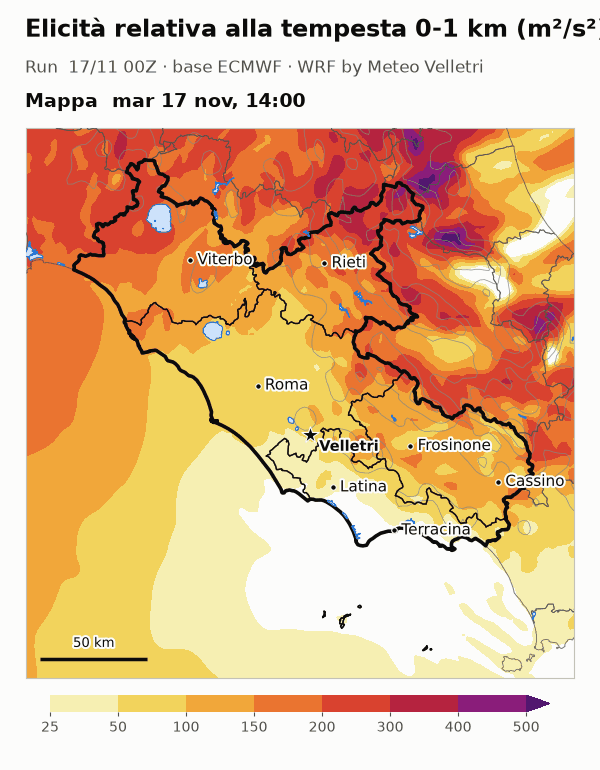 Elicità relativa alla tempesta 0-1 km (m²/s²)
Run  17/11 00Z · base ECMWF · WRF by Meteo Velletri
Mappa  mar 17 nov, 14:00
Viterbo
Rieti
Roma
Velletri
Frosinone
Cassino
Latina
Terracina
50 km
25 50 100 150 200 300 400 500